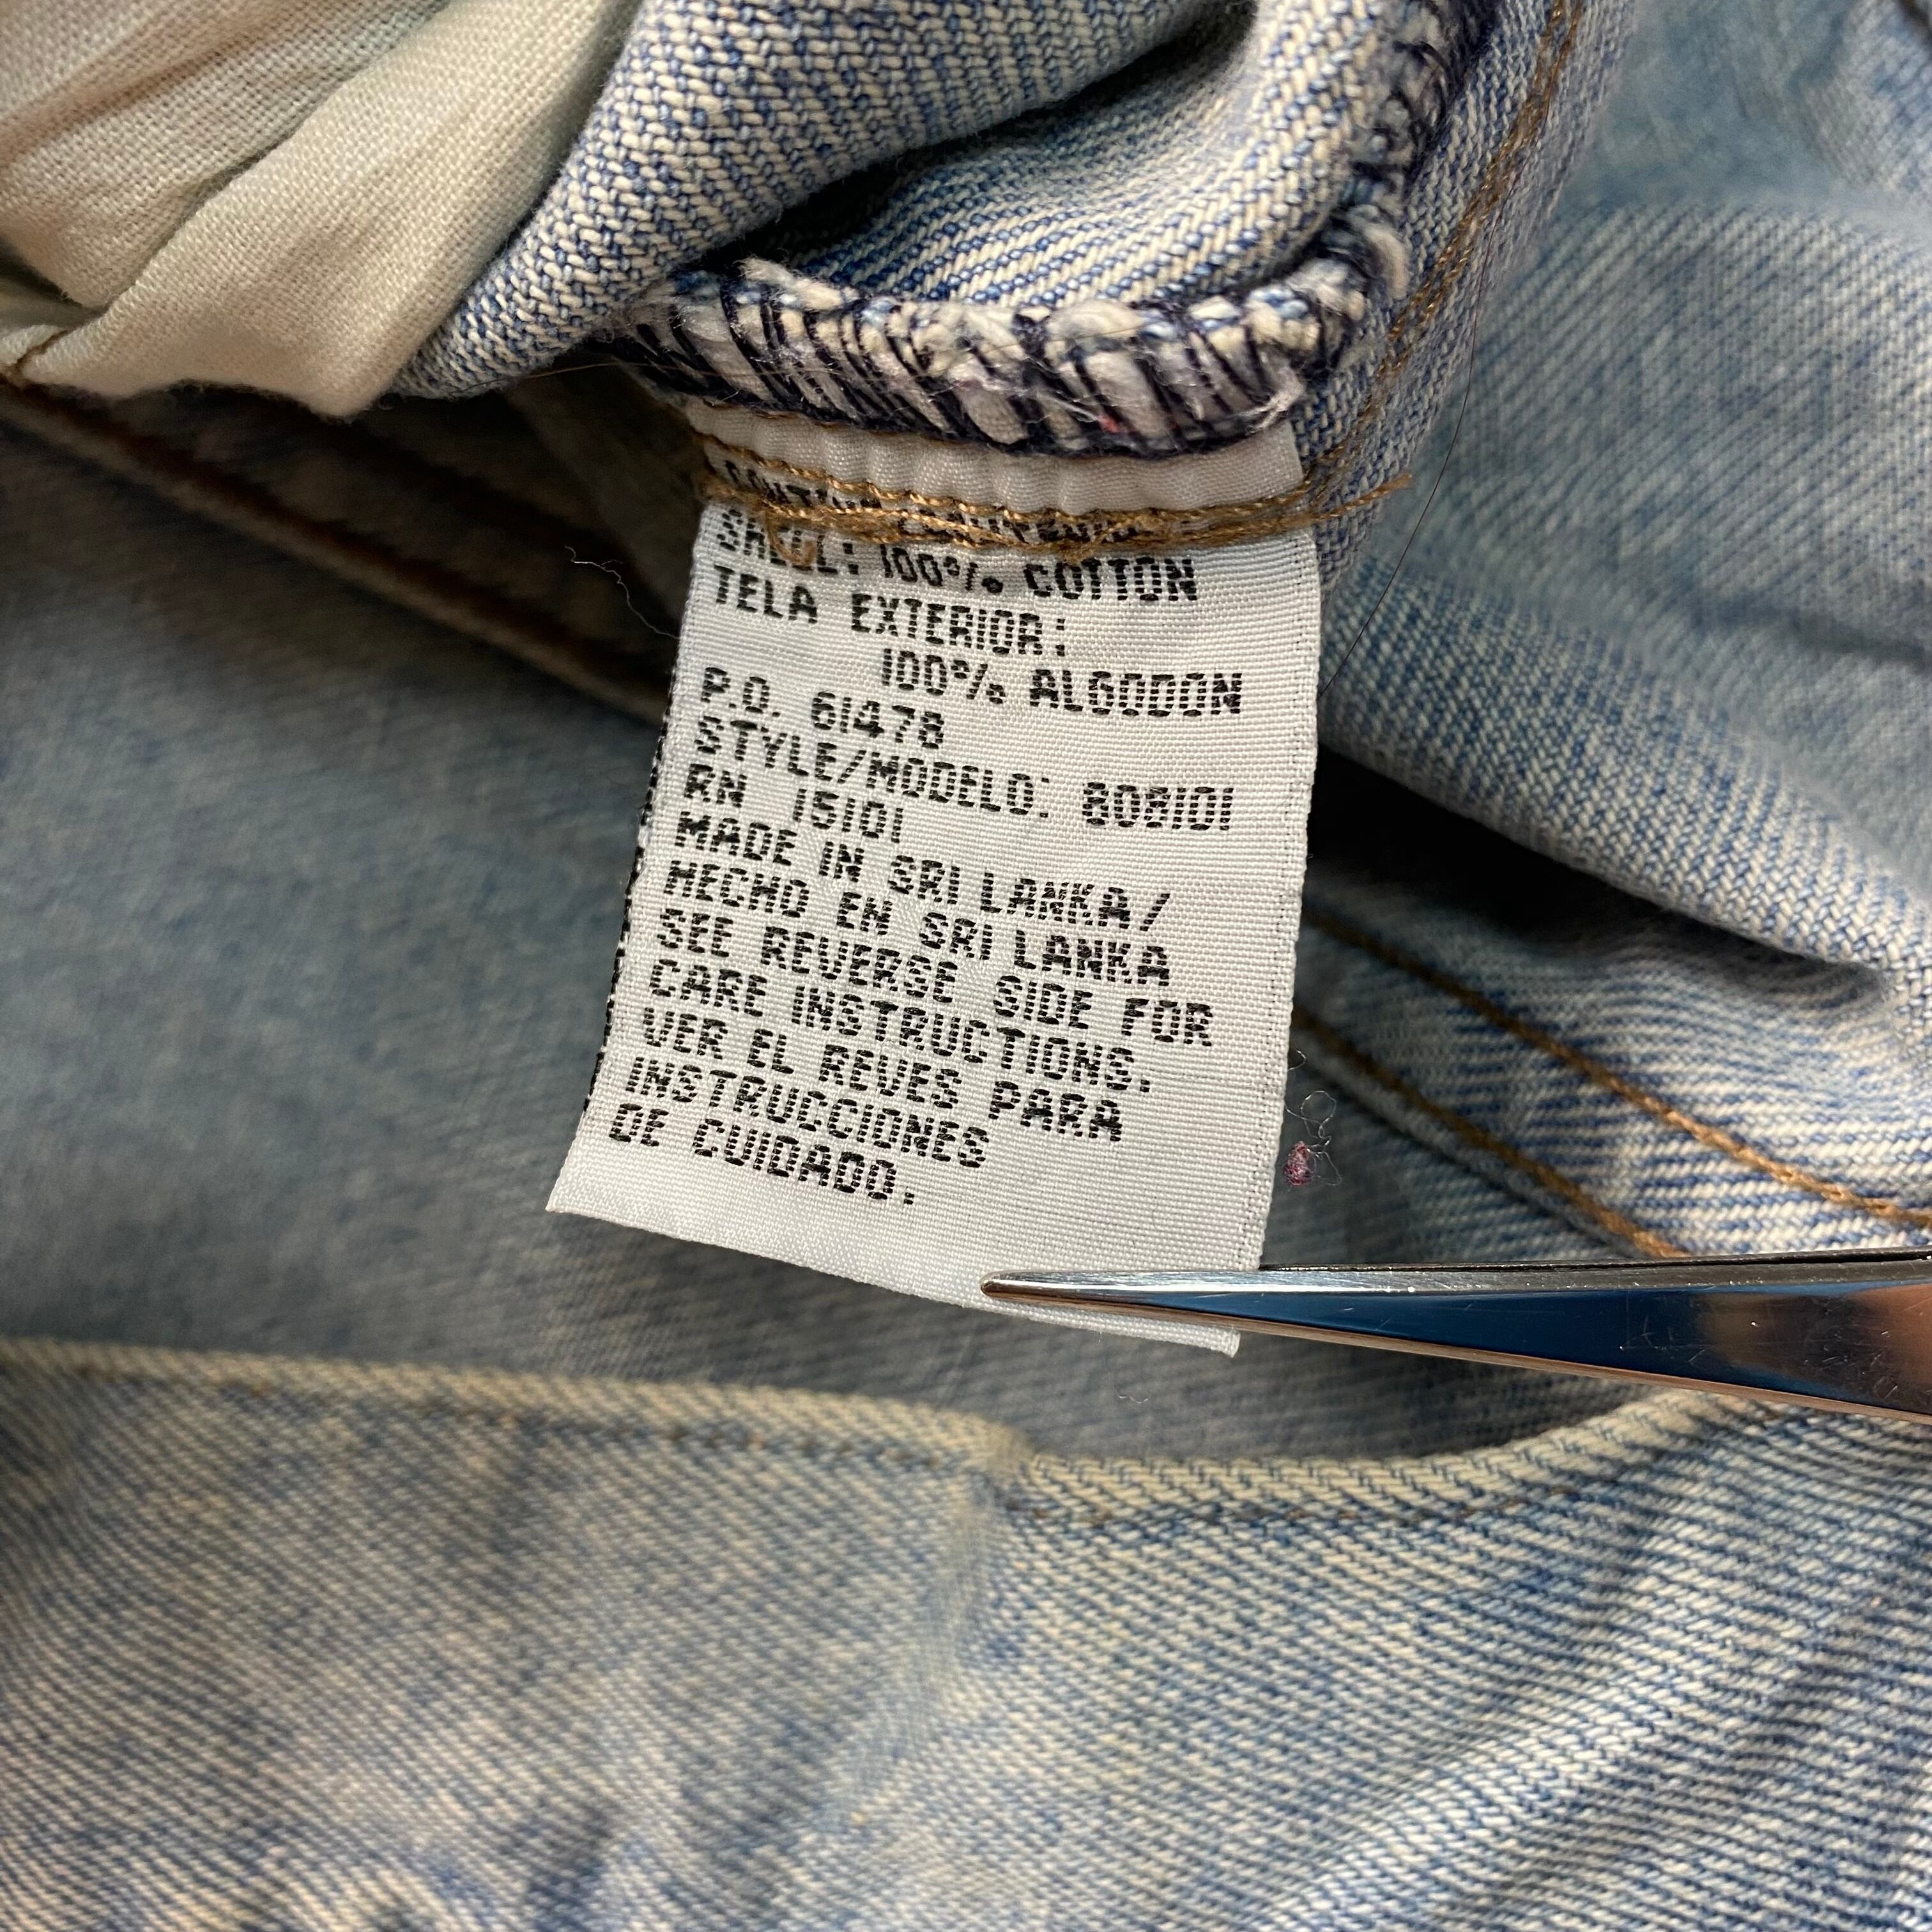 SHELL: 100% COTTON
TELA EXTERIOR:
100% ALGODON
P.O. 61478
STYLE/MODELO: 808101
RN 15101
MADE IN SRI LANKA/
HECHO EN SRI LANKA
SEE REVERSE SIDE FOR
CARE INSTRUCTIONS.
VER EL REVES PARA
INSTRUCCIONES
DE CUIDADO.